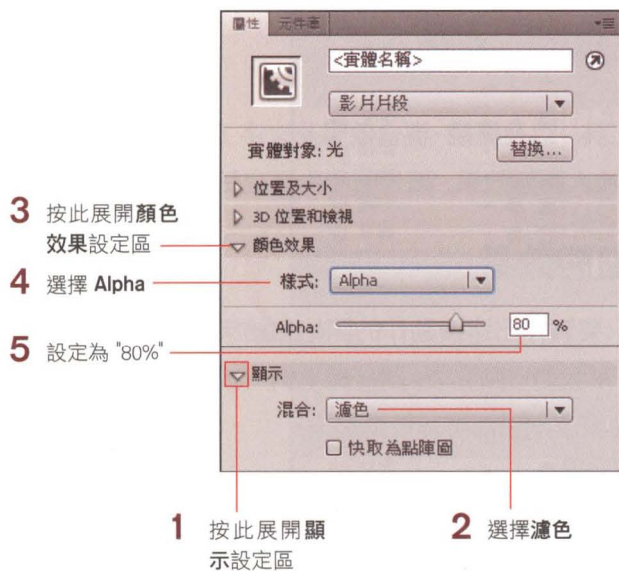 屬性 元件庫
<實體名稱>
影片片段
實體對象: 光 替換...
位置及大小
3D 位置和檢視
顏色效果
樣式: Alpha
Alpha: 80 %
顯示
混合: 濾色
快取為點陣圖
3 按此展開顏色
效果設定區
4 選擇 Alpha
5 設定為 "80%"
1 按此展開顯
示設定區
2 選擇濾色